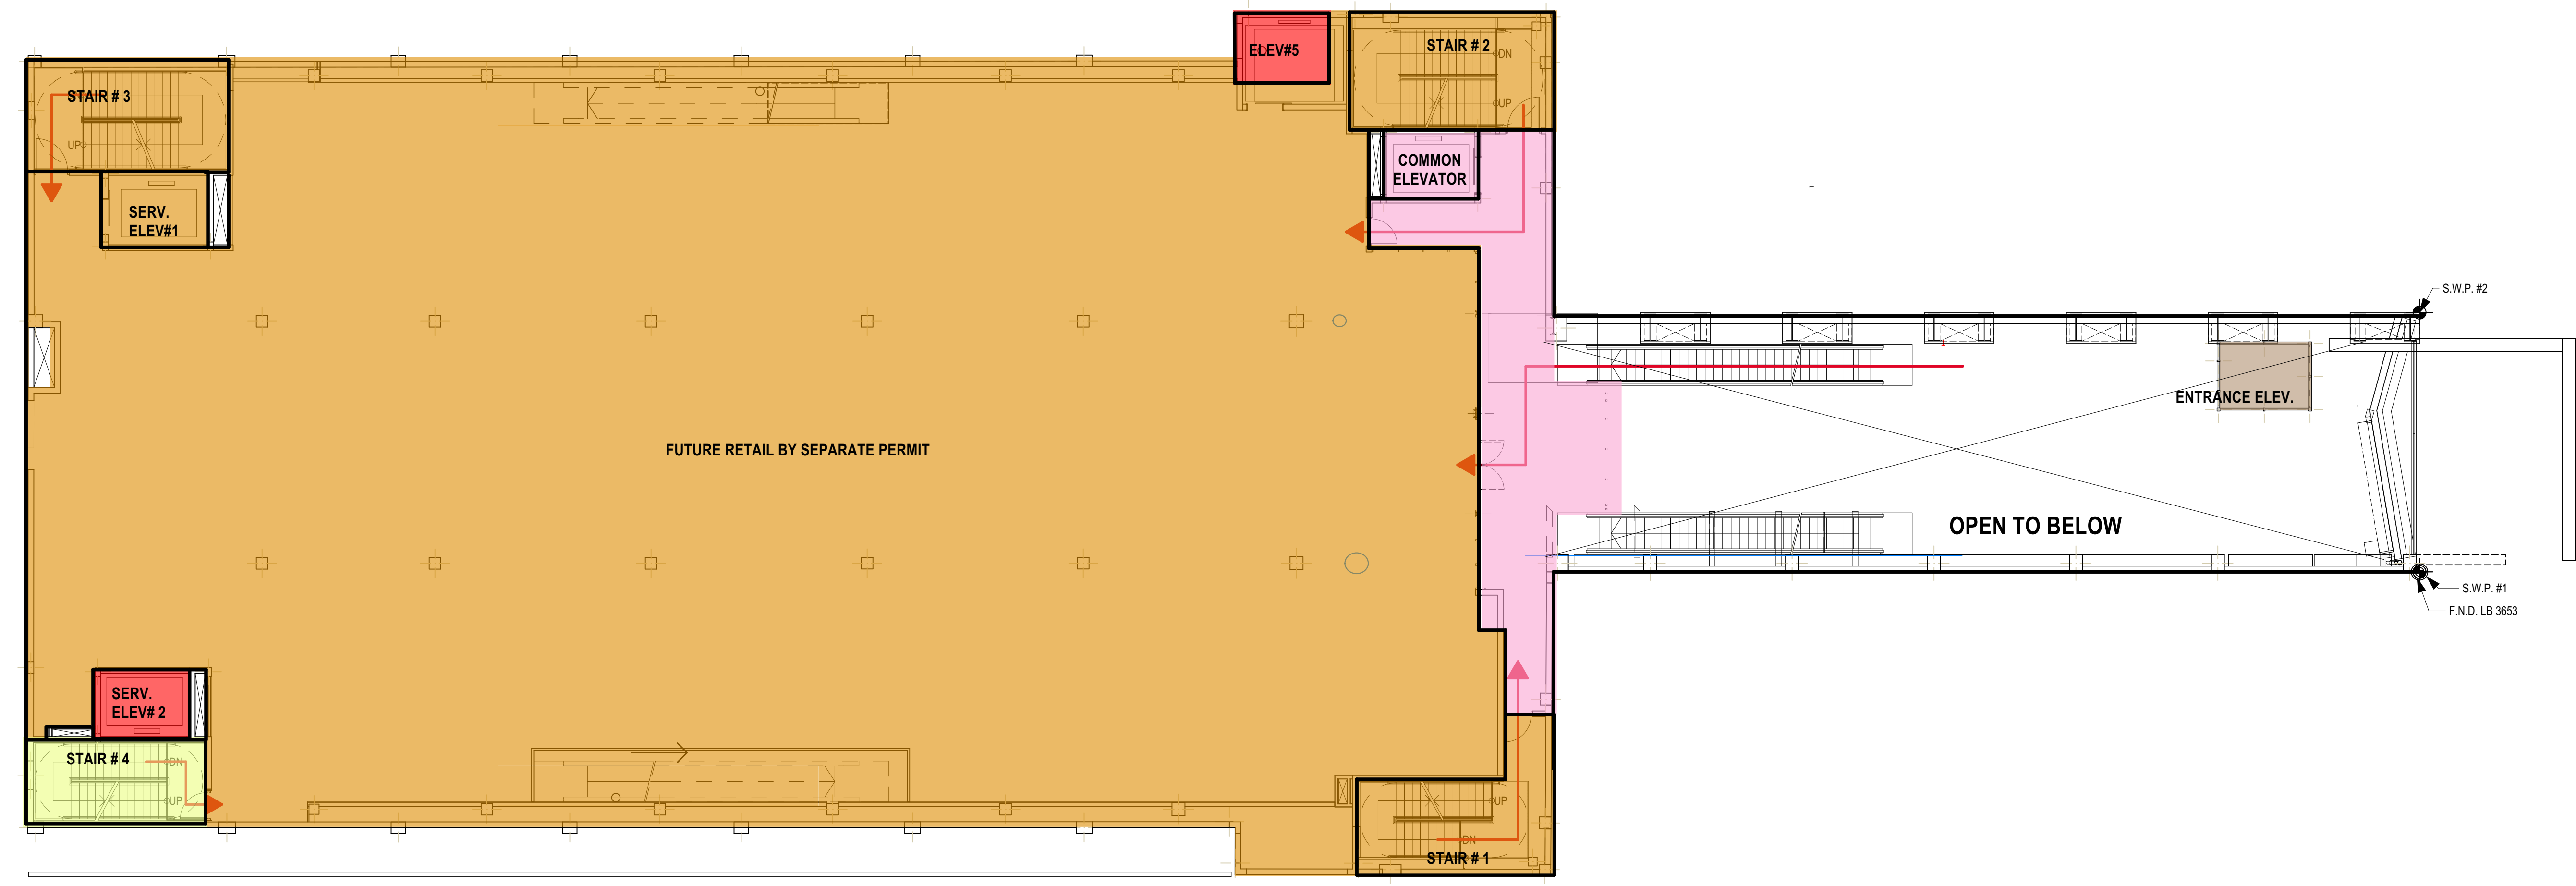 ELEV#5
STAIR # 2
DN
UP
STAIR # 3
UP
COMMON
ELEVATOR
SERV.
ELEV#1
S.W.P. #2
1
ENTRANCE ELEV.
FUTURE RETAIL BY SEPARATE PERMIT
OPEN TO BELOW
S.W.P. #1
F.N.D. LB 3653
SERV.
ELEV# 2
STAIR # 4
DN
UP
UP
DN
STAIR # 1